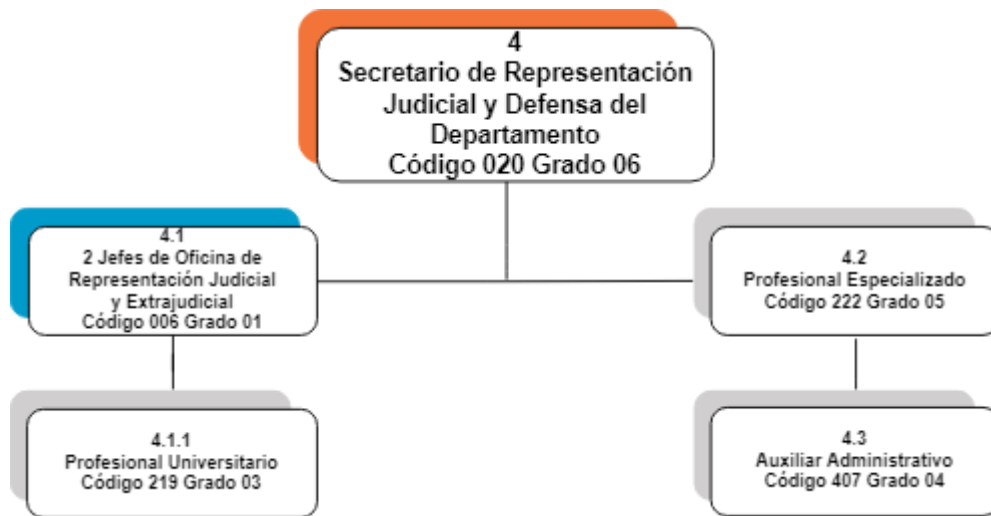 4
Secretario de Representación
Judicial y Defensa del
Departamento
Código 020 Grado 06
4.1
2 Jefes de Oficina de
Representación Judicial
y Extrajudicial
Código 006 Grado 01
4.2
Profesional Especializado
Código 222 Grado 05
4.1.1
Profesional Universitario
Código 219 Grado 03
4.3
Auxiliar Administrativo
Código 407 Grado 04